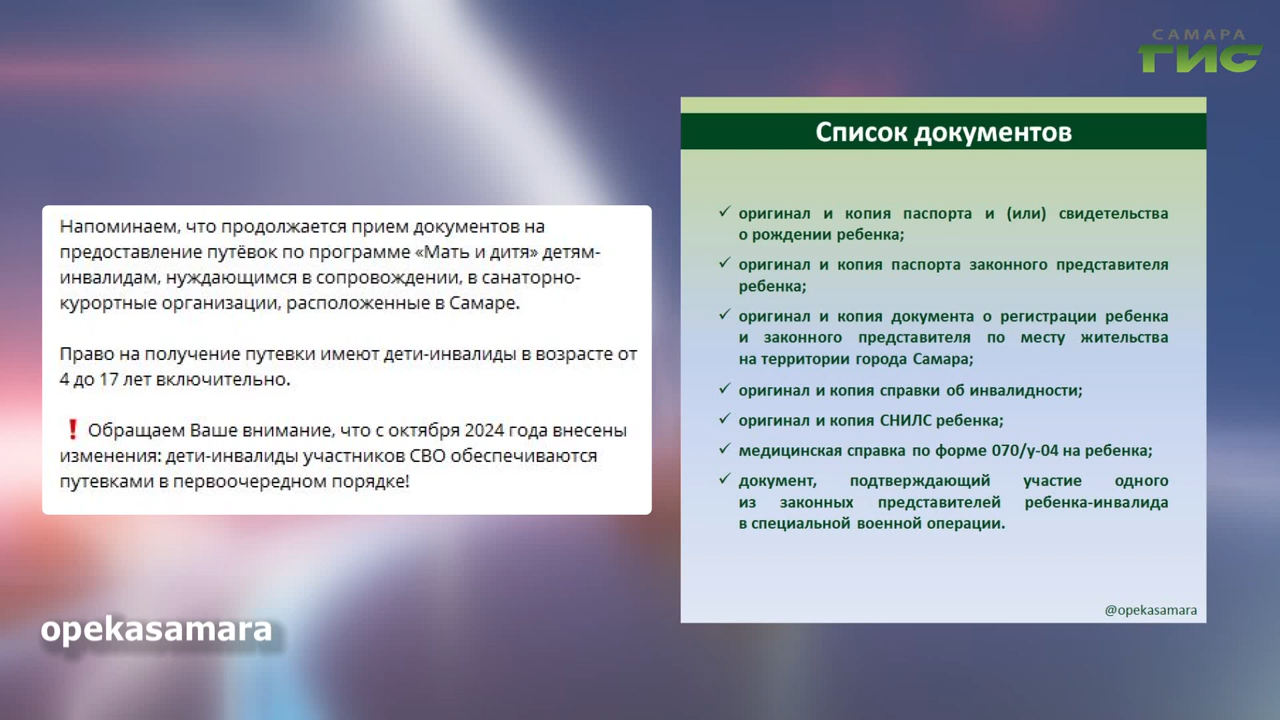 САМАРА
ГИС
Напоминаем, что продолжается прием документов на
предоставление путёвок по программе «Мать и дитя» детям-
инвалидам, нуждающимся в сопровождении, в санаторно-
курортные организации, расположенные в Самаре.
Право на получение путевки имеют дети-инвалиды в возрасте от
4 до 17 лет включительно.
❗ Обращаем Ваше внимание, что с октября 2024 года внесены
изменения: дети-инвалиды участников СВО обеспечиваются
путевками в первоочередном порядке!
opekasamara
Список документов
✓ оригинал и копия паспорта и (или) свидетельства
о рождении ребенка;
✓ оригинал и копия паспорта законного представителя
ребенка;
✓ оригинал и копия документа о регистрации ребенка
и законного представителя по месту жительства
на территории города Самара;
✓ оригинал и копия справки об инвалидности;
✓ оригинал и копия СНИЛС ребенка;
✓ медицинская справка по форме 070/у-04 на ребенка;
✓ документ, подтверждающий участие одного
из законных представителей ребенка-инвалида
в специальной военной операции.
@opekasamara